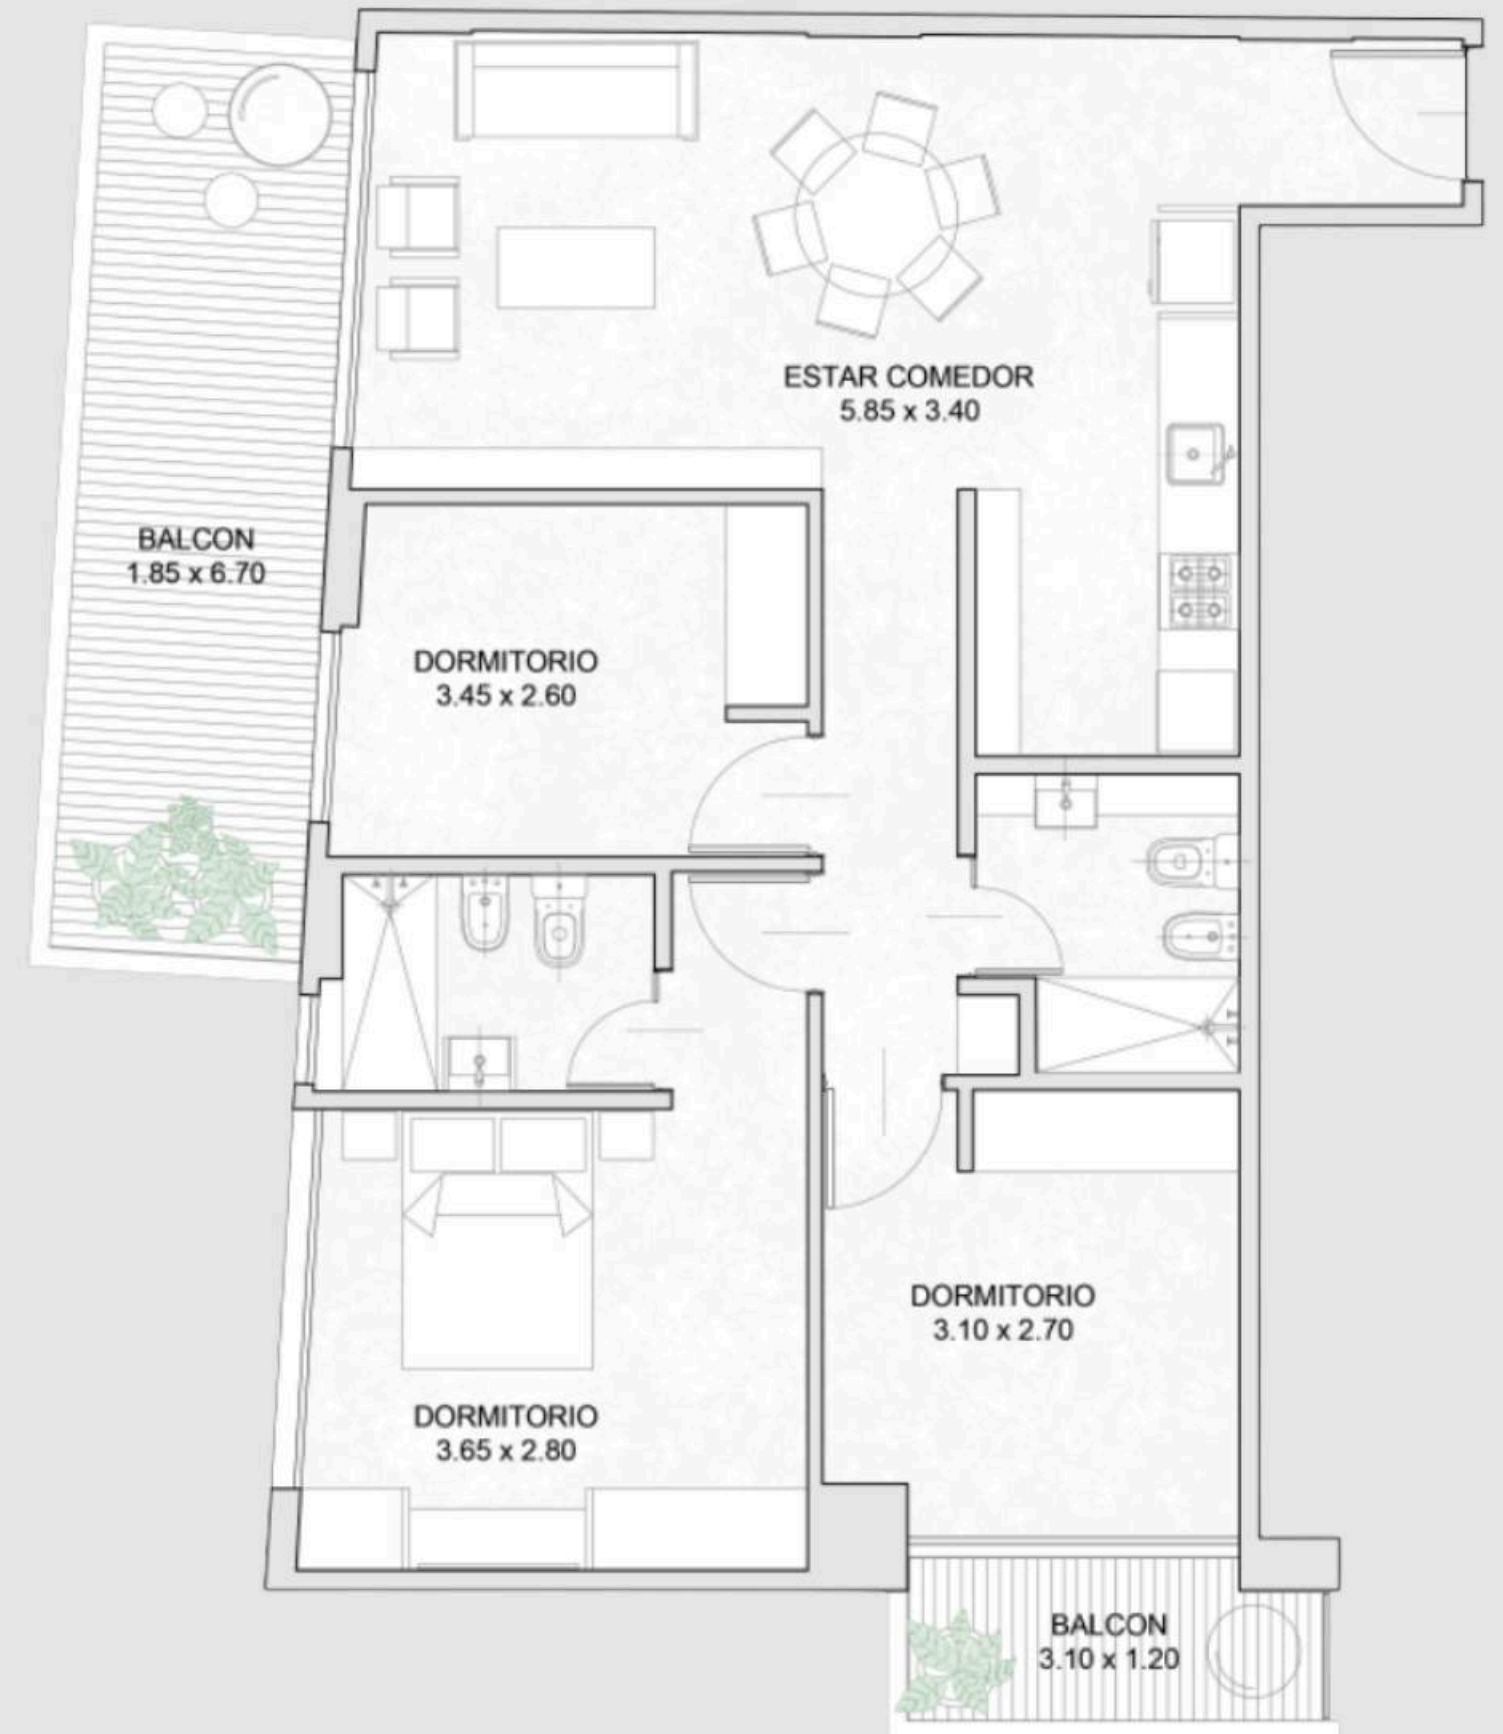 ESTAR COMEDOR
5.85 x 3.40
BALCON
1.85 x 6.70
DORMITORIO
3.45 x 2.60
DORMITORIO
3.10 x 2.70
DORMITORIO
3.65 x 2.80
BALCON
3.10 x 1.20